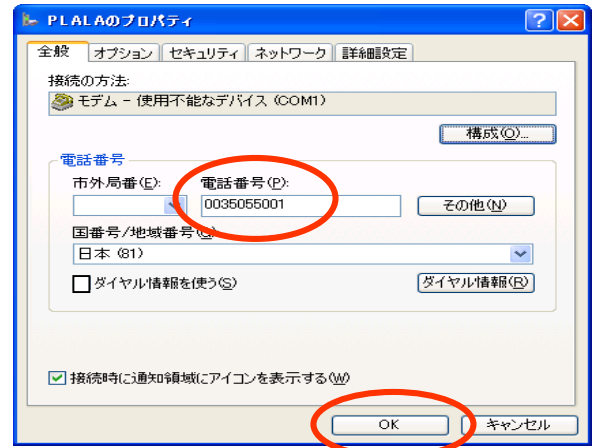 PLALAのプロパティ
全般 オプション セキュリティ ネットワーク 詳細設定
接続の方法:
モデム - 使用不能なデバイス (COM1)
構成(O)...
電話番号
市外局番(E): 電話番号(P):
0035055001 その他(N)
国番号/地域番号
日本 (81)
ダイヤル情報を使う(S) ダイヤル情報(R)
接続時に通知領域にアイコンを表示する(W)
OK キャンセル